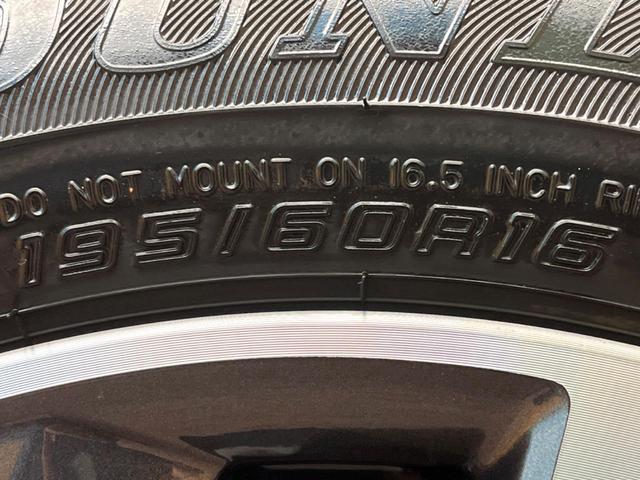 DO NOT MOUNT ON 16.5 INCH
195/60R16